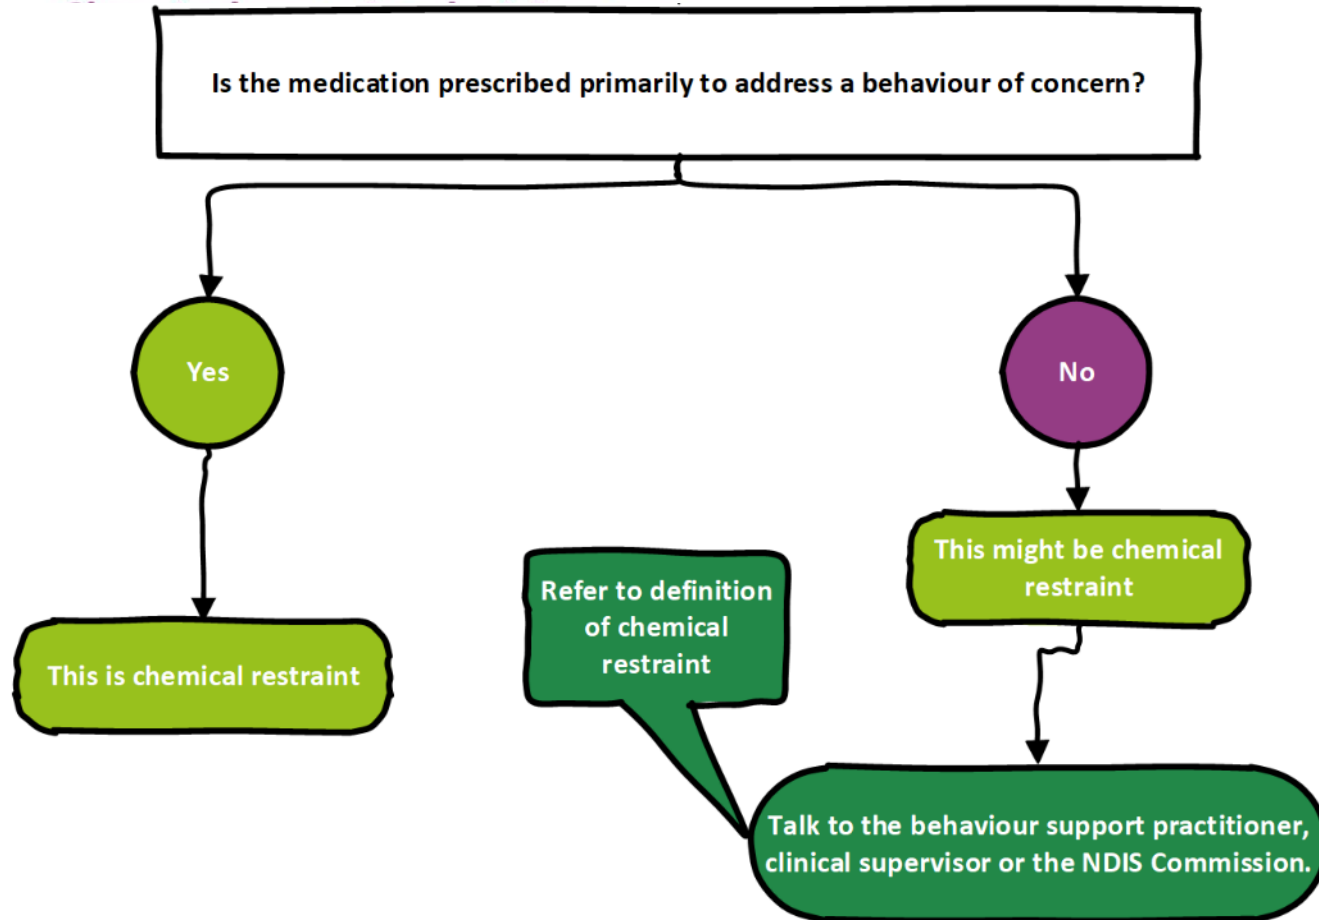 Is the medication prescribed primarily to address a behaviour of concern?
Yes
No
This might be chemical
restraint
Refer to definition
of chemical
restraint
This is chemical restraint
Talk to the behaviour support practitioner,
clinical supervisor or the NDIS Commission.